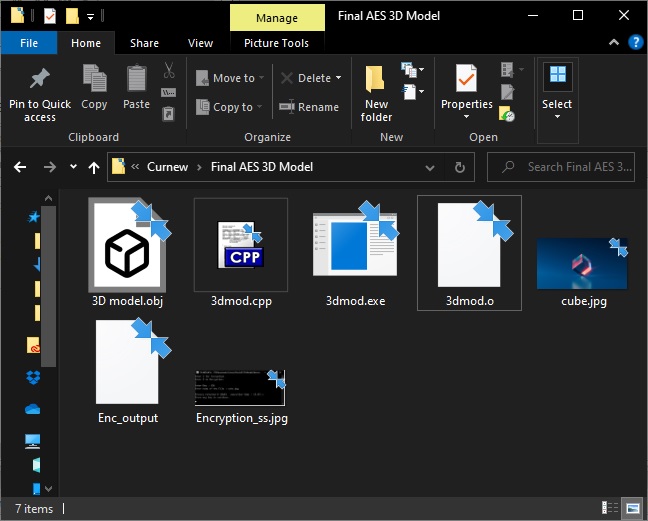 Manage
Final AES 3D Model
File
Home
Share
View
Picture Tools
Pin to Quick
access
Copy
Paste
Move to
Copy to
Delete
Rename
New
folder
Properties
Select
Clipboard
Organize
New
Open
« Curnew > Final AES 3D Model
Search Final AES 3...
DEV
CPP
3D model.obj
3dmod.cpp
3dmod.exe
3dmod.o
cube.jpg
Enc_output
Encryption_ss.jpg
7 items